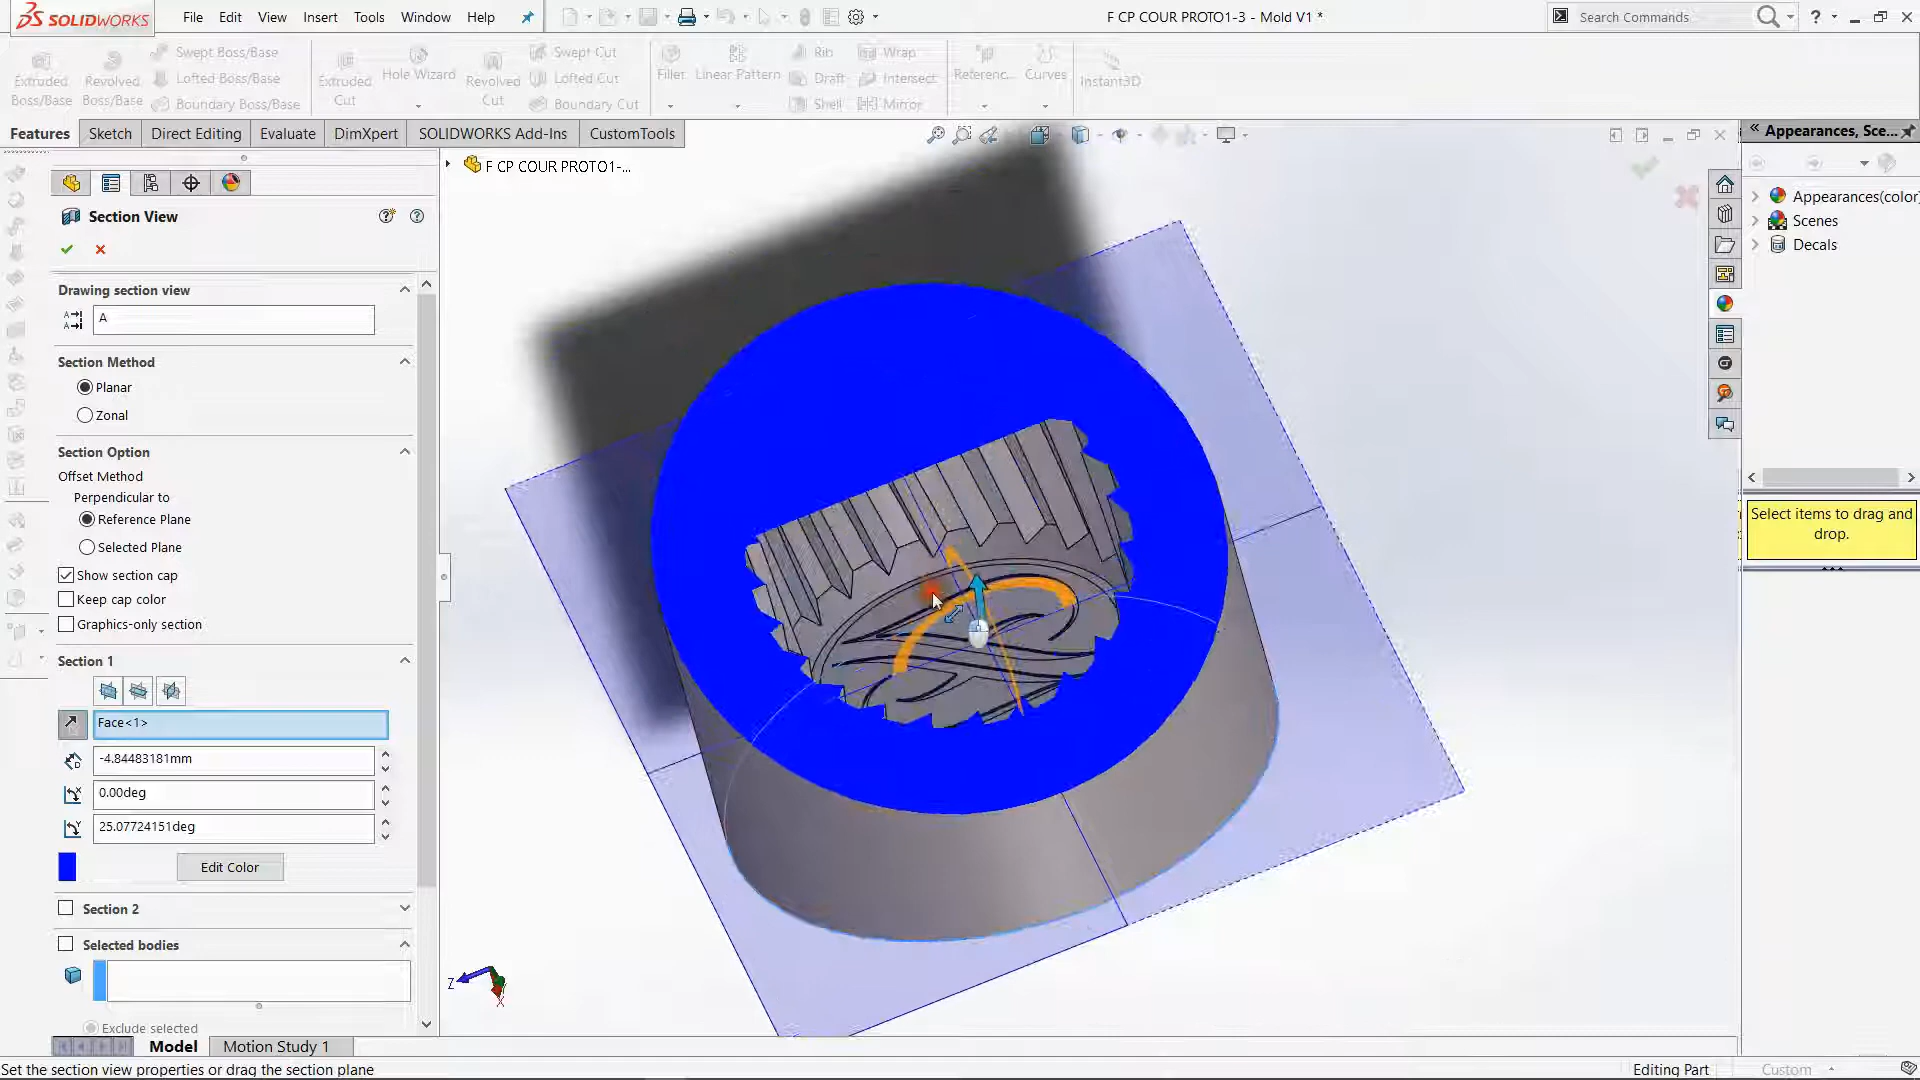 SOLIDWORKS File Edit View Insert Tools Window Help F CP COUR PROTO1-3 - Mold V1 * Search Commands ?
Extruded Boss/Base
Revolved Boss/Base
Swept Boss/Base
Lofted Boss/Base
Boundary Boss/Base
Extruded Cut
Hole Wizard
Revolved Cut
Swept Cut
Lofted Cut
Boundary Cut
Fillet
Linear Pattern
Rib
Draft
Shell
Wrap
Intersect
Mirror
Referenc...
Curves
Instant3D
Features Sketch Direct Editing Evaluate DimXpert SOLIDWORKS Add-Ins CustomTools
F CP COUR PROTO1-...
Section View
Drawing section view
A
Section Method
Planar
Zonal
Section Option
Offset Method
Perpendicular to
Reference Plane
Selected Plane
Show section cap
Keep cap color
Graphics-only section
Section 1
Face<1>
-4.84483181mm
0.00deg
25.07724151deg
Edit Color
Section 2
Selected bodies
Exclude selected
Z
X
Appearances, Sce...
Appearances(color)
Scenes
Decals
Select items to drag and
drop.
Model Motion Study 1
Set the section view properties or drag the section plane Editing Part Custom